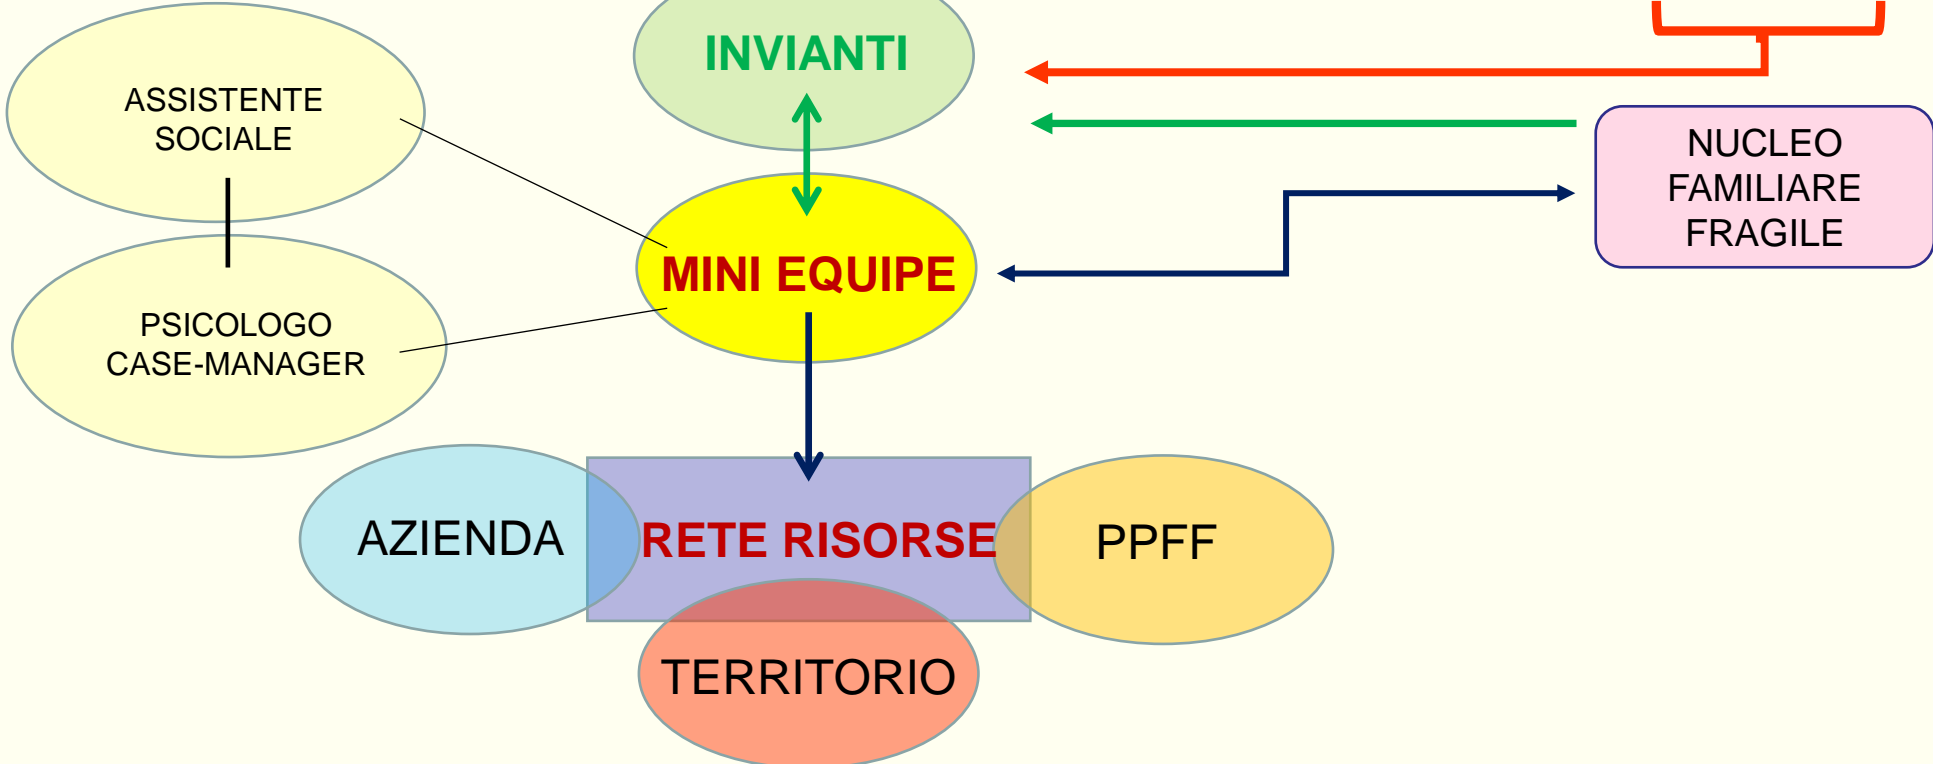 INVIANTI
ASSISTENTE
SOCIALE
NUCLEO
FAMILIARE
FRAGILE
MINI EQUIPE
PSICOLOGO
CASE-MANAGER
AZIENDA
RETE RISORSE
PPFF
TERRITORIO